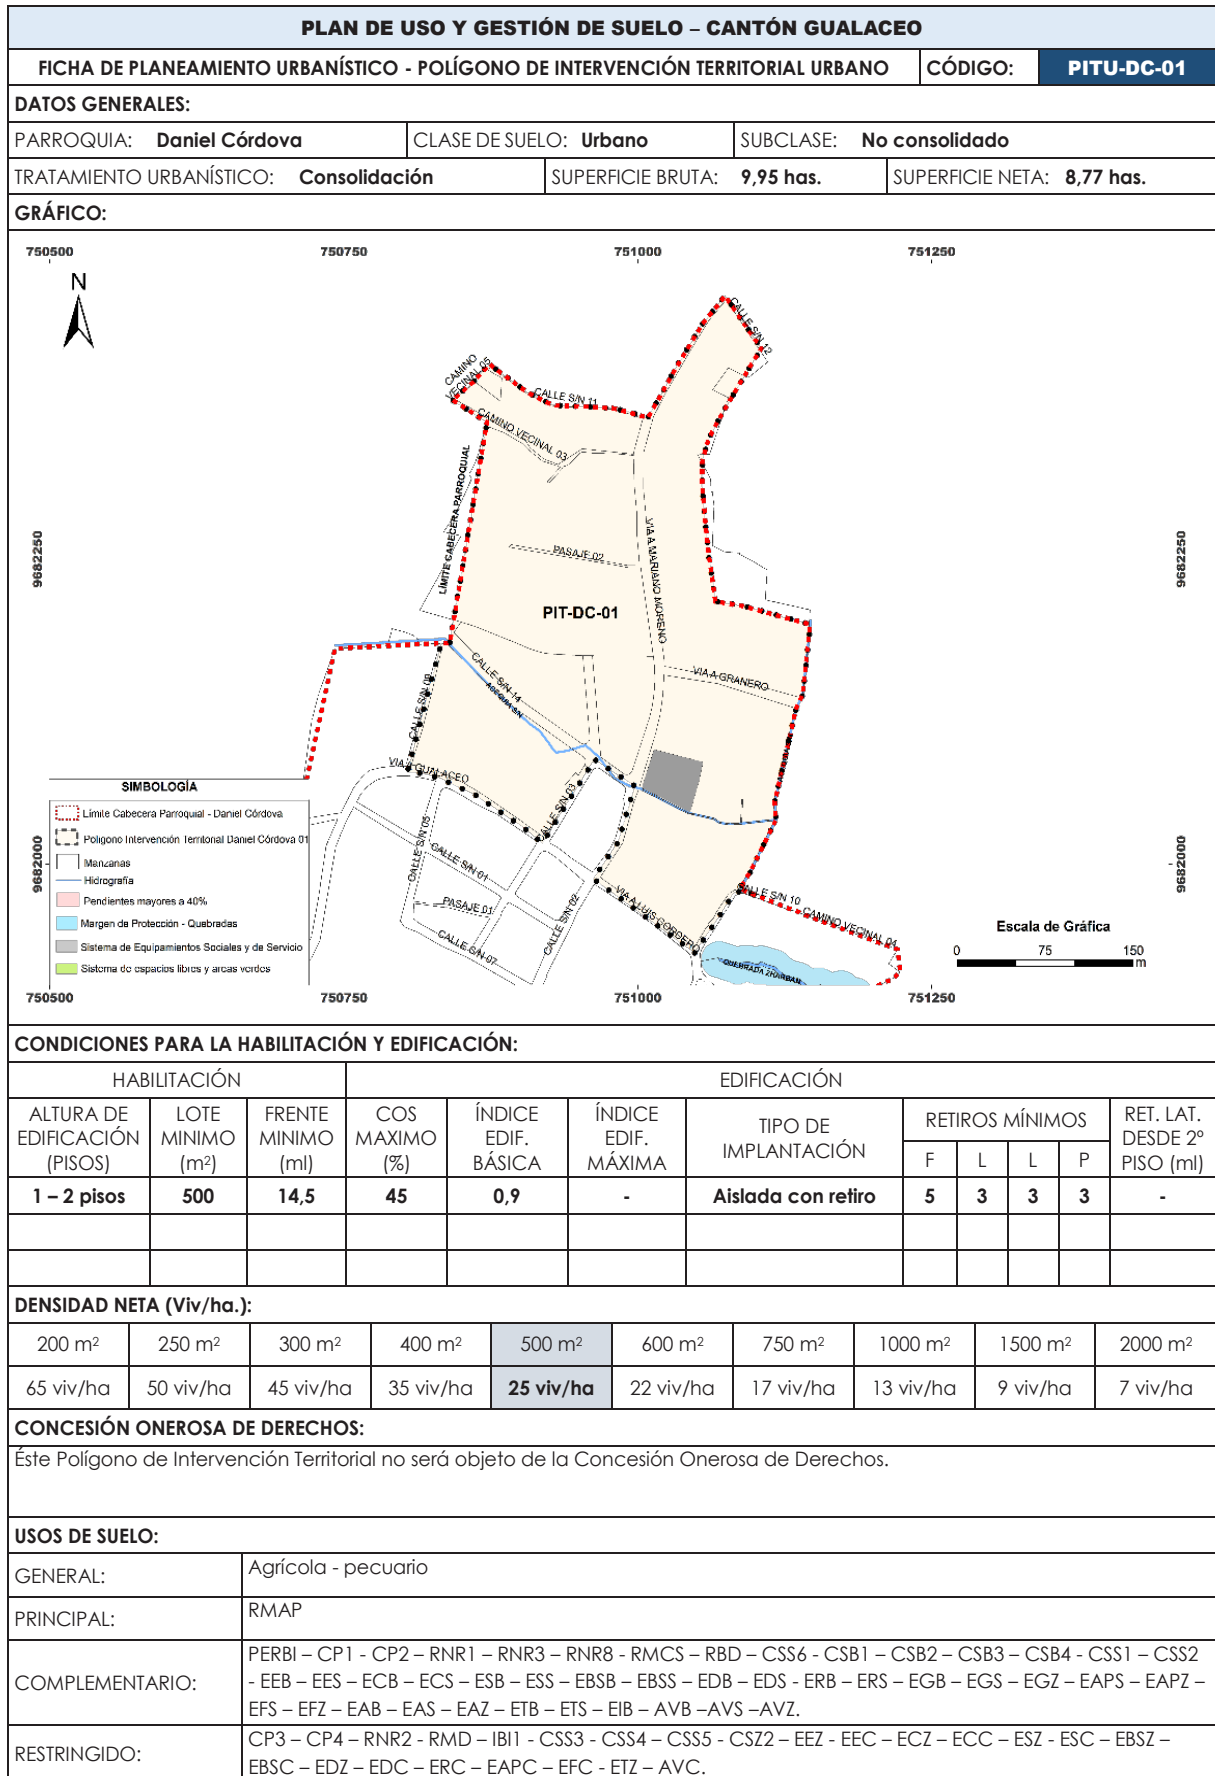 PLAN DE USO Y GESTIÓN DE SUELO – CANTÓN GUALACEO
FICHA DE PLANEAMIENTO URBANÍSTICO - POLÍGONO DE INTERVENCIÓN TERRITORIAL URBANO CÓDIGO: PITU-DC-01
DATOS GENERALES:
PARROQUIA: Daniel Córdova CLASE DE SUELO: Urbano SUBCLASE: No consolidado
TRATAMIENTO URBANÍSTICO: Consolidación SUPERFICIE BRUTA: 9,95 has. SUPERFICIE NETA: 8,77 has.
GRÁFICO:
750500 750750 751000 751250
N
CALLE S/N 12
CAMINO
VECINAL 05
CALLE S/N 11
CAMINO VECINAL 03
LÍMITE CABECERA PARROQUIAL
9682250
9682250
PASAJE 02
VIA A MARIANO MORENO
PIT-DC-01
CALLE S/N 14
ACEQUIA S/N
VIA A GRANERO
CALLE S/N 09
VIA A GUALACEO
CALLE S/N 03
CALLE S/N 05
CALLE S/N 01
PASAJE 01
CALLE S/N 02
CALLE S/N 07
VIA A LUIS CORDERO
CALLE S/N 10
CAMINO VECINAL 04
QUEBRADA ZHARBAN
9682000
9682000
SIMBOLOGÍA
Límite Cabecera Parroquial - Daniel Córdova
Polígono Intervención Territorial Daniel Córdova 01
Manzanas
Hidrografía
Pendientes mayores a 40%
Margen de Protección - Quebradas
Sistema de Equipamientos Sociales y de Servicio
Sistema de espacios libres y areas verdes
Escala de Gráfica
0 75 150
m
750500 750750 751000 751250
CONDICIONES PARA LA HABILITACIÓN Y EDIFICACIÓN:
HABILITACIÓN EDIFICACIÓN
ALTURA DE EDIFICACIÓN (PISOS) LOTE MINIMO (m²) FRENTE MINIMO (ml) COS MAXIMO (%) ÍNDICE EDIF. BÁSICA ÍNDICE EDIF. MÁXIMA TIPO DE IMPLANTACIÓN RETIROS MÍNIMOS RET. LAT. DESDE 2º PISO (ml)
F L L P
1 – 2 pisos 500 14,5 45 0,9 - Aislada con retiro 5 3 3 3 -
DENSIDAD NETA (Viv/ha.):
200 m² 250 m² 300 m² 400 m² 500 m² 600 m² 750 m² 1000 m² 1500 m² 2000 m²
65 viv/ha 50 viv/ha 45 viv/ha 35 viv/ha 25 viv/ha 22 viv/ha 17 viv/ha 13 viv/ha 9 viv/ha 7 viv/ha
CONCESIÓN ONEROSA DE DERECHOS:
Éste Polígono de Intervención Territorial no será objeto de la Concesión Onerosa de Derechos.
USOS DE SUELO:
GENERAL: Agrícola - pecuario
PRINCIPAL: RMAP
COMPLEMENTARIO: PERBI – CP1 - CP2 – RNR1 – RNR3 – RNR8 - RMCS – RBD – CSS6 - CSB1 – CSB2 – CSB3 – CSB4 - CSS1 – CSS2
- EEB – EES – ECB – ECS – ESB – ESS – EBSB – EBSS – EDB – EDS - ERB – ERS – EGB – EGS – EGZ – EAPS – EAPZ –
EFS – EFZ – EAB – EAS – EAZ – ETB – ETS – EIB – AVB –AVS –AVZ.
RESTRINGIDO: CP3 – CP4 – RNR2 - RMD – IBI1 - CSS3 - CSS4 – CSS5 - CSZ2 – EEZ - EEC – ECZ – ECC – ESZ - ESC – EBSZ –
EBSC – EDZ – EDC – ERC – EAPC – EFC - ETZ – AVC.